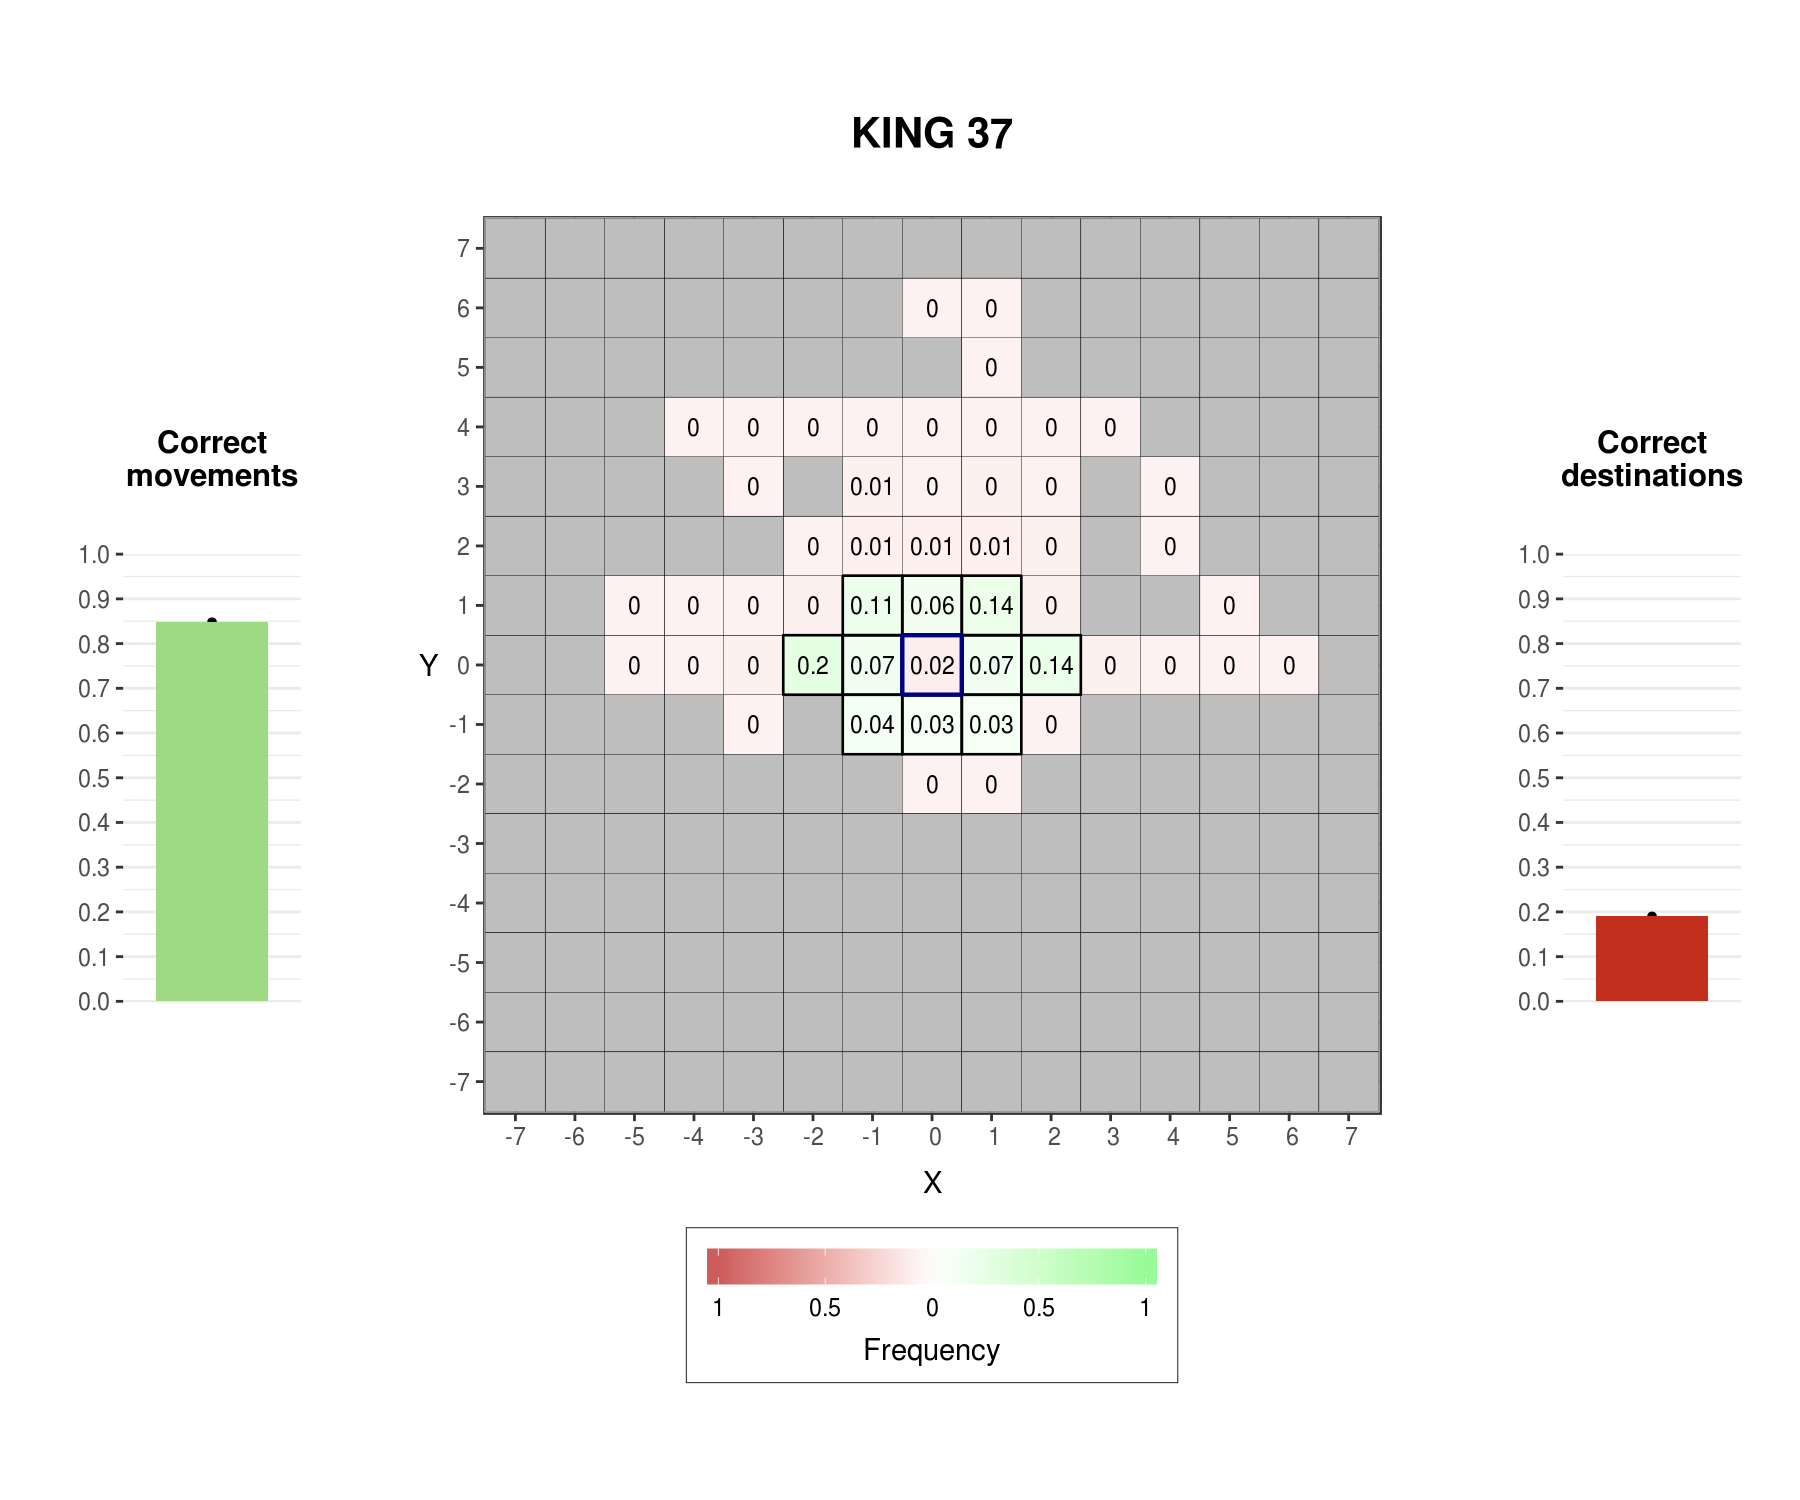 KING 37
Correct
movements
1.0
0.9
0.8
0.7
0.6
0.5
0.4
0.3
0.2
0.1
0.0
Y
7
6
5
4
3
2
1
0
-1
-2
-3
-4
-5
-6
-7
0 0
0
0 0 0 0 0 0 0 0
0 0.01 0 0 0 0
0 0.01 0.01 0.01 0 0
0 0 0 0 0.11 0.06 0.14 0 0
0 0 0 0.2 0.07 0.02 0.07 0.14 0 0 0 0
0 0.04 0.03 0.03 0
0 0
-7 -6 -5 -4 -3 -2 -1 0 1 2 3 4 5 6 7
X
1 0.5 0 0.5 1
Frequency
Correct
destinations
1.0
0.9
0.8
0.7
0.6
0.5
0.4
0.3
0.2
0.1
0.0